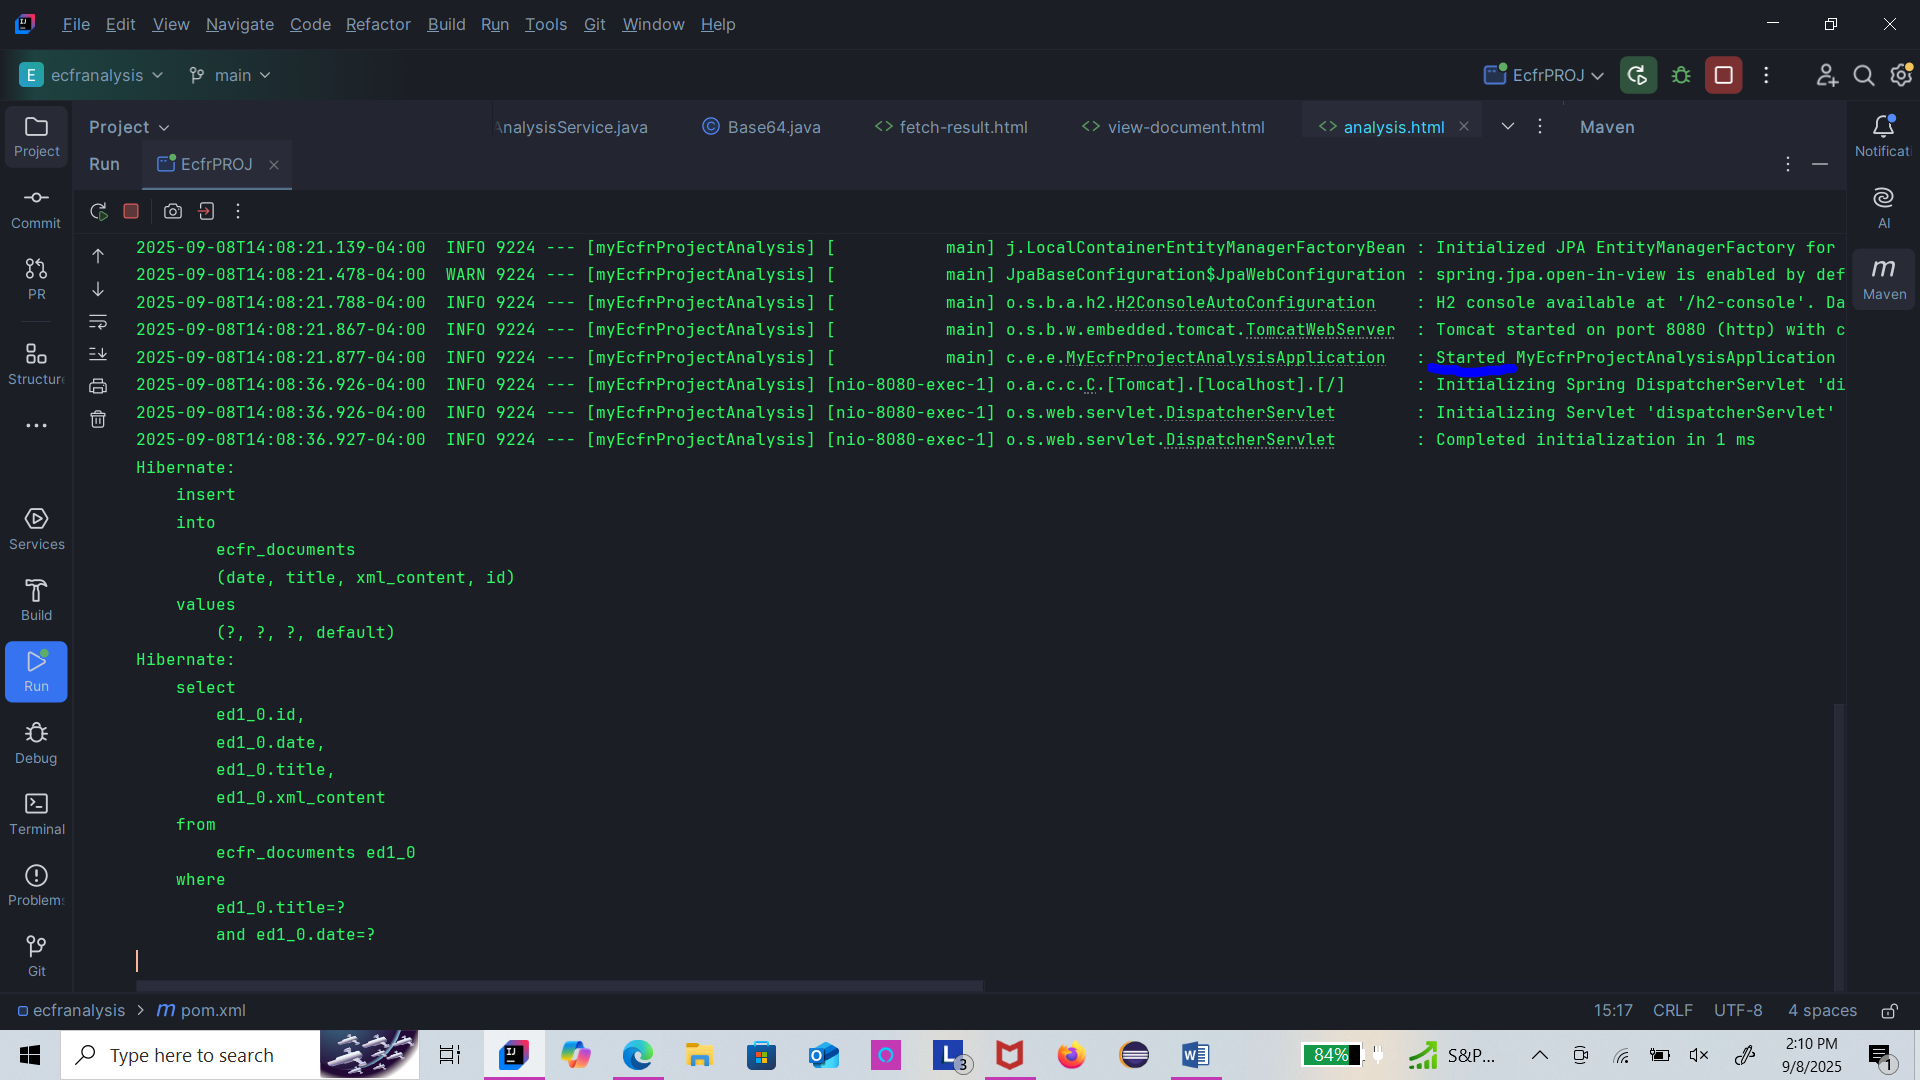 File Edit View Navigate Code Refactor Build Run Tools Git Window Help
E ecfranalysis main EcfrPROJ
Project AnalysisService.java Base64.java fetch-result.html view-document.html analysis.html Maven
Run EcfrPROJ
2025-09-08T14:08:21.139-04:00 INFO 9224 --- [myEcfrProjectAnalysis] [ main] j.LocalContainerEntityManagerFactoryBean : Initialized JPA EntityManagerFactory for
2025-09-08T14:08:21.478-04:00 WARN 9224 --- [myEcfrProjectAnalysis] [ main] JpaBaseConfiguration$JpaWebConfiguration : spring.jpa.open-in-view is enabled by def
2025-09-08T14:08:21.788-04:00 INFO 9224 --- [myEcfrProjectAnalysis] [ main] o.s.b.a.h2.H2ConsoleAutoConfiguration : H2 console available at '/h2-console'. Da
2025-09-08T14:08:21.867-04:00 INFO 9224 --- [myEcfrProjectAnalysis] [ main] o.s.b.w.embedded.tomcat.TomcatWebServer : Tomcat started on port 8080 (http) with c
2025-09-08T14:08:21.877-04:00 INFO 9224 --- [myEcfrProjectAnalysis] [ main] c.e.e.MyEcfrProjectAnalysisApplication : Started MyEcfrProjectAnalysisApplication
2025-09-08T14:08:36.926-04:00 INFO 9224 --- [myEcfrProjectAnalysis] [nio-8080-exec-1] o.a.c.c.C.[Tomcat].[localhost].[/] : Initializing Spring DispatcherServlet 'di
2025-09-08T14:08:36.926-04:00 INFO 9224 --- [myEcfrProjectAnalysis] [nio-8080-exec-1] o.s.web.servlet.DispatcherServlet : Initializing Servlet 'dispatcherServlet'
2025-09-08T14:08:36.927-04:00 INFO 9224 --- [myEcfrProjectAnalysis] [nio-8080-exec-1] o.s.web.servlet.DispatcherServlet : Completed initialization in 1 ms
Hibernate:
insert
into
ecfr_documents
(date, title, xml_content, id)
values
(?, ?, ?, default)
Hibernate:
select
ed1_0.id,
ed1_0.date,
ed1_0.title,
ed1_0.xml_content
from
ecfr_documents ed1_0
where
ed1_0.title=?
and ed1_0.date=?
Project
Commit
PR
Structure
Services
Build
Run
Debug
Terminal
Problems
Git
Notificati
AI
m
Maven
ecfranalysis > m pom.xml 15:17 CRLF UTF-8 4 spaces
Type here to search 3 84% S&P... 2:10 PM
9/8/2025 1